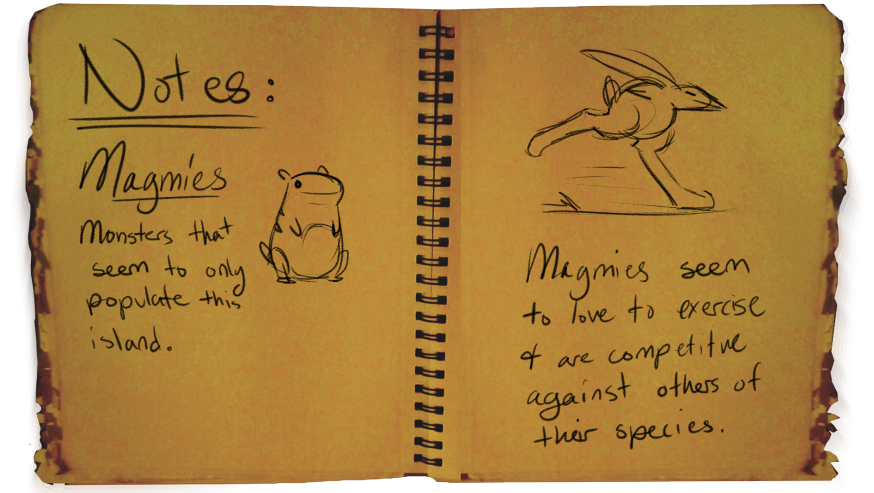 Notes:
Magmies
Monsters that
seem to only
populate this
island.
Magmies seem
to love to exercise
& are competitve
against others of
their species.